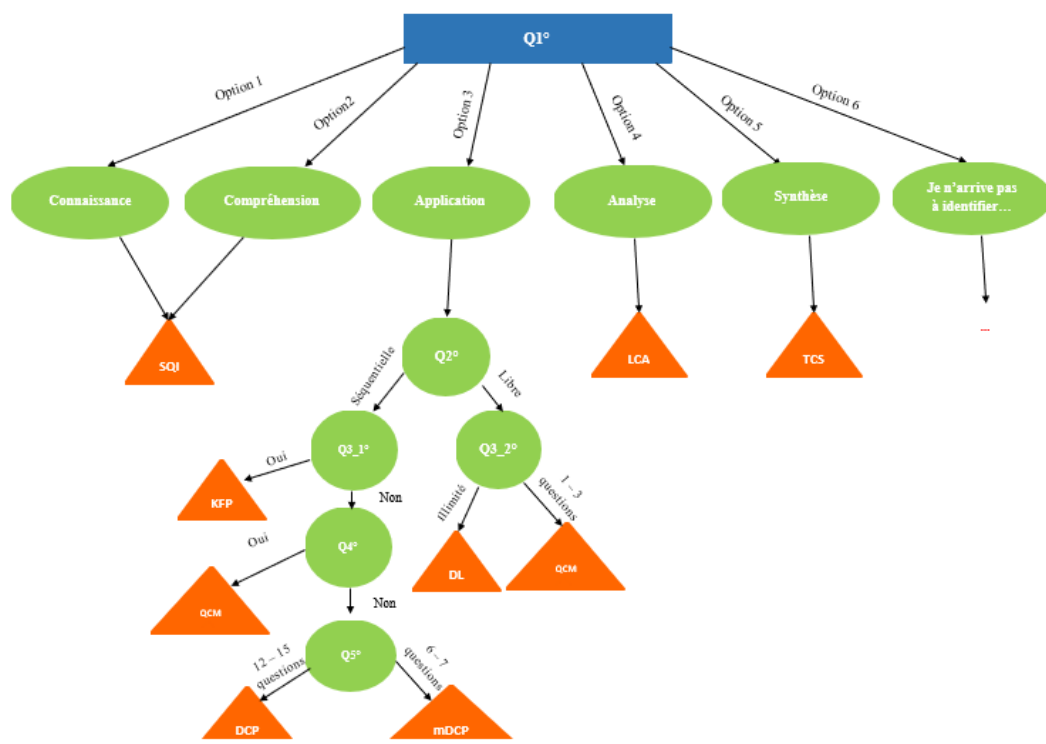 Q1°
Option 1
Option2
Option 3
Option 4
Option 5
Option 6
Connaissance
Compréhension
Application
Analyse
Synthèse
Je n’arrive pas
à identifier…
SQI
Q2°
LCA
TCS
...
Séquentielle
Libre
Q3_1°
Q3_2°
Oui
Non
Illimité
1 – 3
questions
KFP
Q4°
DL
QCM
Oui
Non
QCM
Q5°
12 – 15
questions
6 – 7
questions
DCP
mDCP